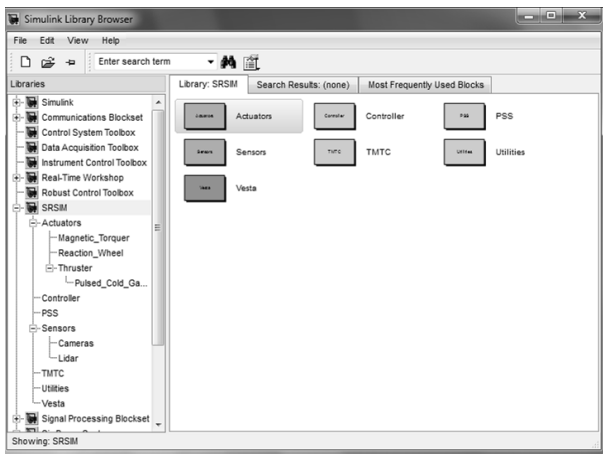 Simulink Library Browser
File Edit View Help
Enter search term
Libraries
Library: SRSIM Search Results: (none) Most Frequently Used Blocks
Simulink
Communications Blockset
Control System Toolbox
Data Acquisition Toolbox
Instrument Control Toolbox
Real-Time Workshop
Robust Control Toolbox
SRSIM
Actuators
Magnetic_Torquer
Reaction_Wheel
Thruster
Pulsed_Cold_Ga...
Controller
PSS
Sensors
Cameras
Lidar
TMTC
Utilities
Vesta
Signal Processing Blockset
Actuators Controller PSS
Sensors TMTC Utilities
Vesta
Showing: SRSIM